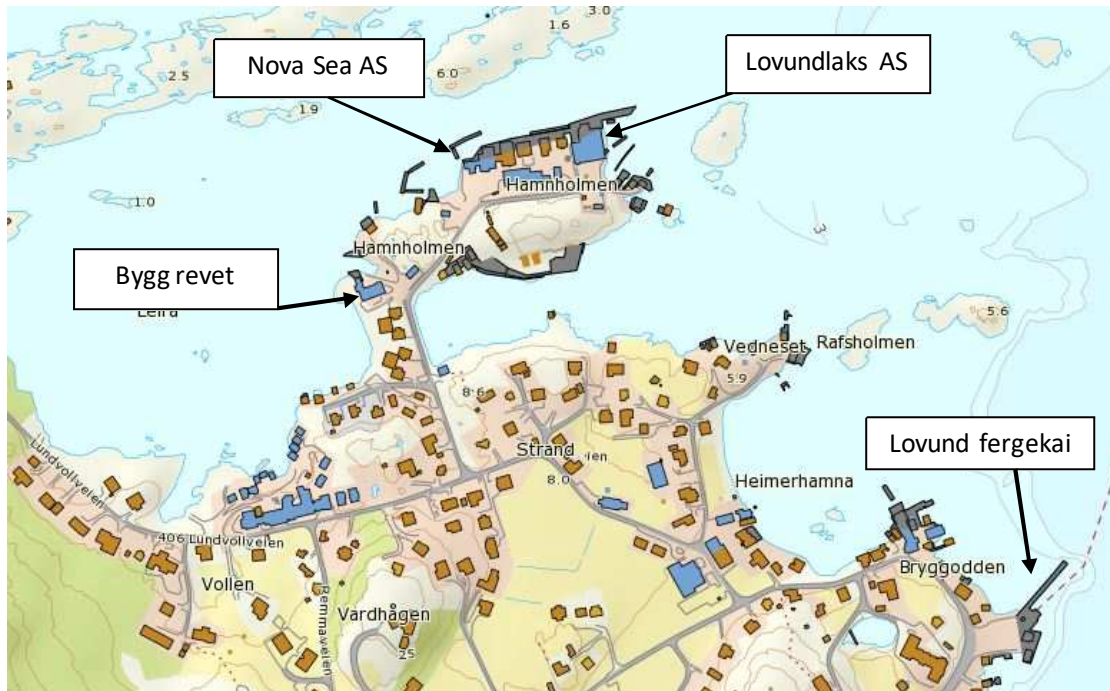 3.0
1.6
Nova Sea AS
Lovundlaks AS
2.5
6.0
1.9
Hamnholmen
1.0
3
Hamnholmen
Bygg revet
Leira
5.6
Vedneset
Rafsholmen
5.9
8.6
Lundvollveien
Strand
Lovund fergekai
8.0
Heimerhamna
406 Lundvollveien
Vollen
Bryggodden
Remmaveien
Vardhågen
25